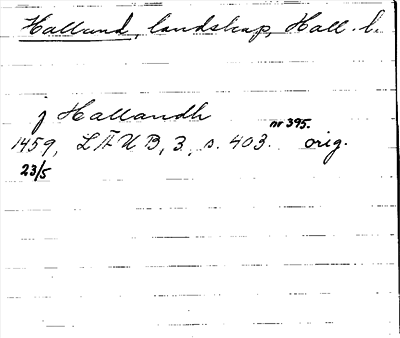 Halland, landskap, Hall. l.
j Hallandh
1459, LÄUB, 3, s. 403. nr 395. orig.
23/5